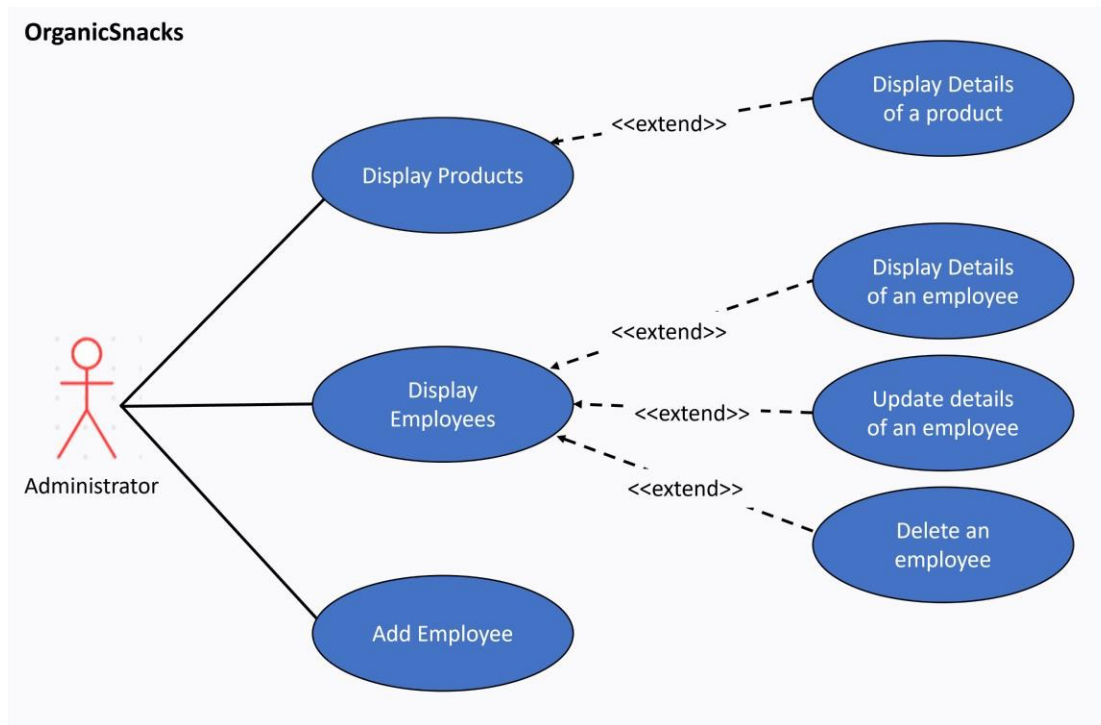 OrganicSnacks
Display Details
of a product
<<extend>>
Display Products
Display Details
of an employee
<<extend>>
Display
Employees
<<extend>>
Update details
of an employee
<<extend>>
Delete an
employee
Administrator
Add Employee